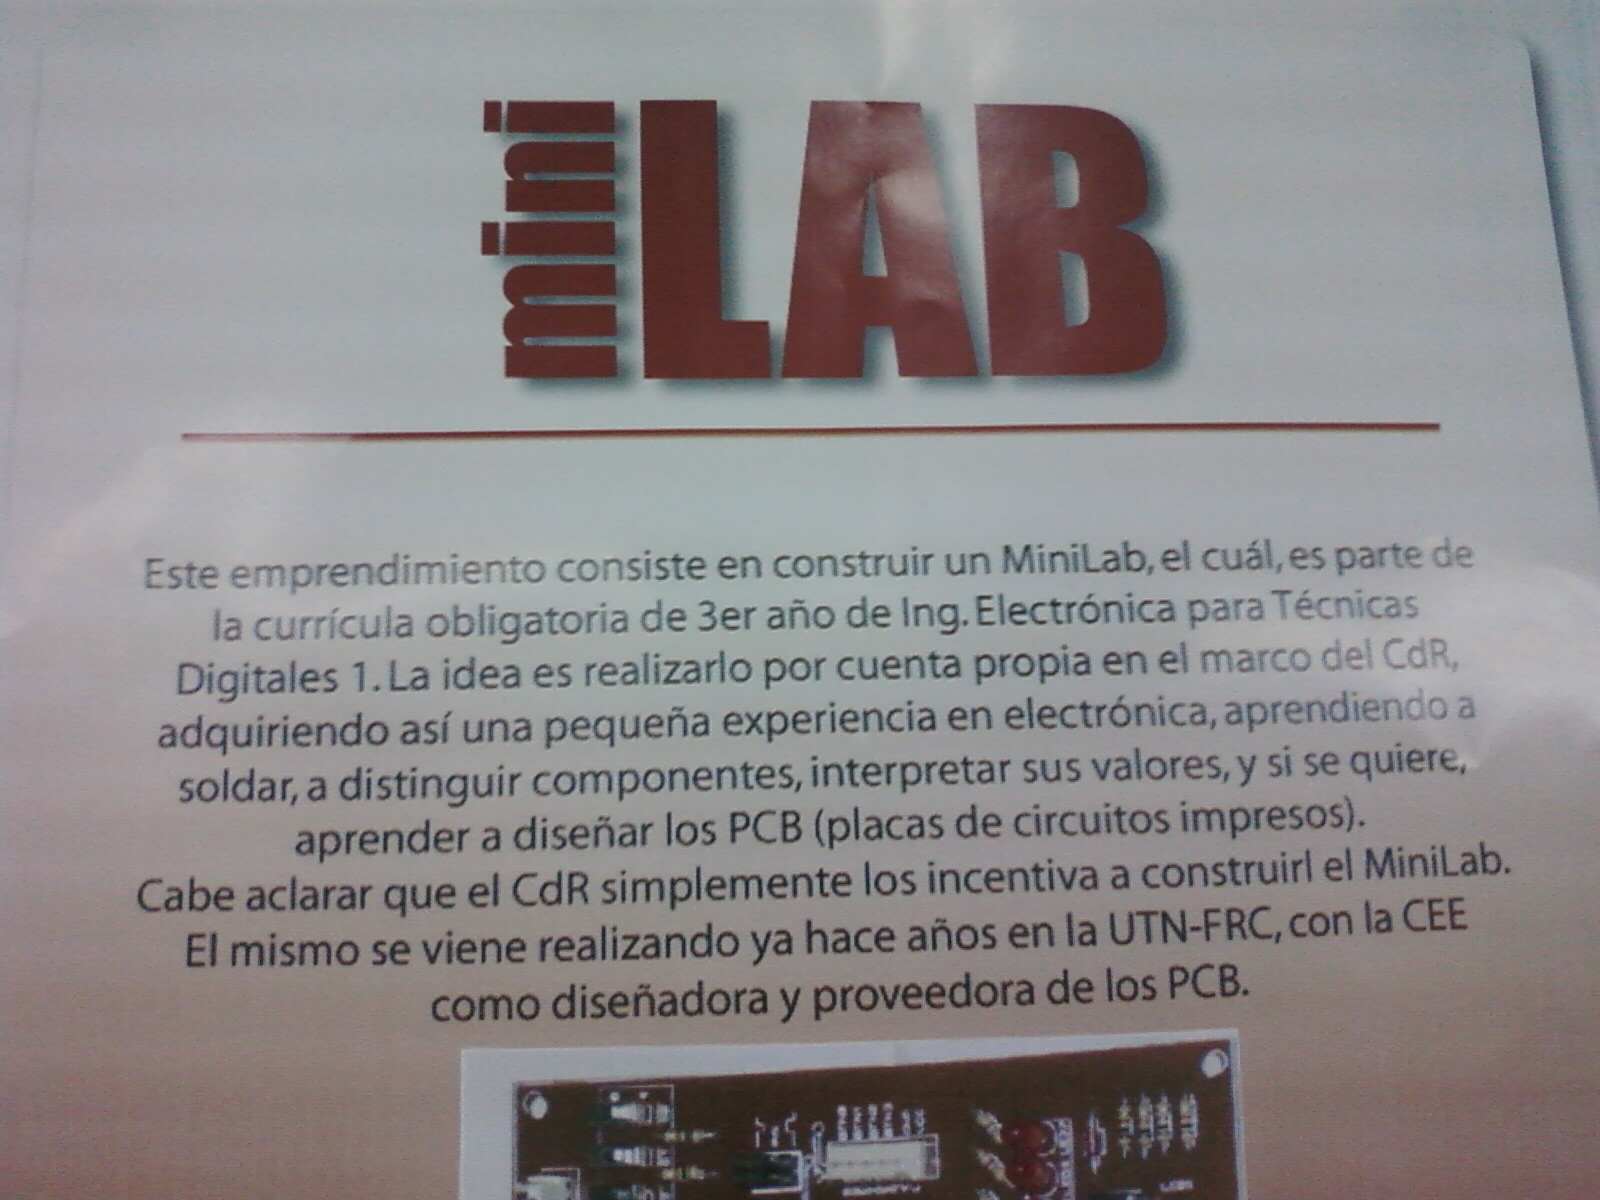 mini LAB
Este emprendimiento consiste en construir un MiniLab, el cuál, es parte de
la currícula obligatoria de 3er año de Ing. Electrónica para Técnicas
Digitales 1. La idea es realizarlo por cuenta propia en el marco del CdR,
adquiriendo así una pequeña experiencia en electrónica, aprendiendo a
soldar, a distinguir componentes, interpretar sus valores, y si se quiere,
aprender a diseñar los PCB (placas de circuitos impresos).
Cabe aclarar que el CdR simplemente los incentiva a construirl el MiniLab.
El mismo se viene realizando ya hace años en la UTN-FRC, con la CEE
como diseñadora y proveedora de los PCB.